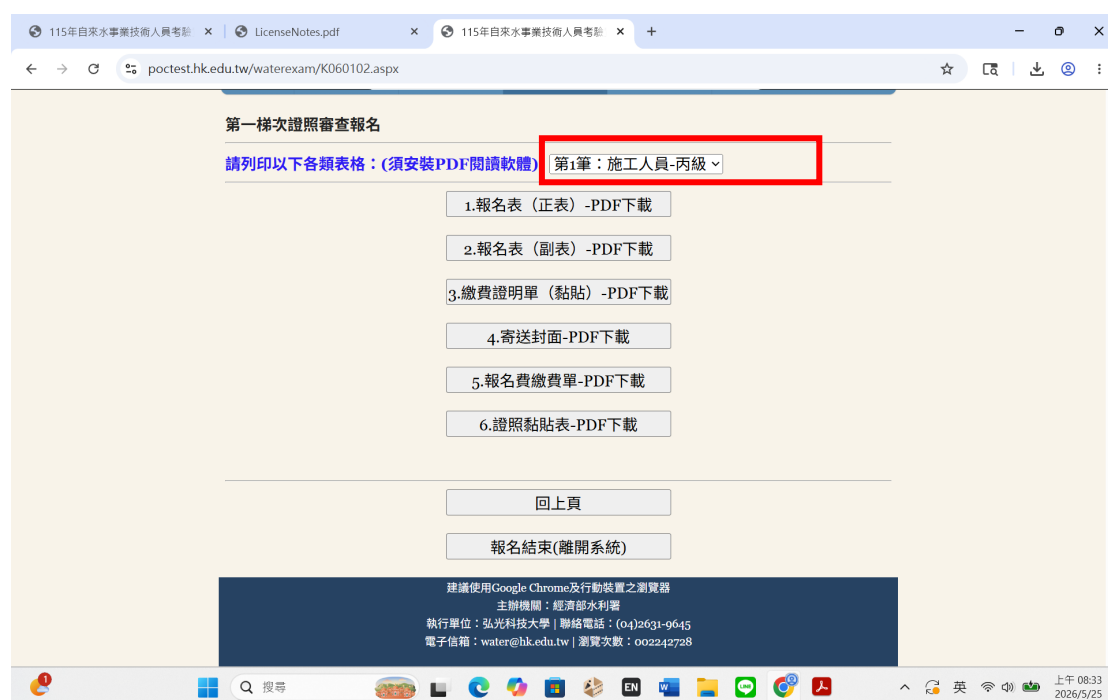 115年自來水事業技術人員考驗
LicenseNotes.pdf
115年自來水事業技術人員考驗
poctest.hk.edu.tw/waterexam/K060102.aspx
第一梯次證照審查報名
請列印以下各類表格：(須安裝PDF閱讀軟體) 第1筆：施工人員-丙級
1.報名表（正表）-PDF下載
2.報名表（副表）-PDF下載
3.繳費證明單（黏貼）-PDF下載
4.寄送封面-PDF下載
5.報名費繳費單-PDF下載
6.證照黏貼表-PDF下載
回上頁
報名結束(離開系統)
建議使用Google Chrome及行動裝置之瀏覽器
主辦機關：經濟部水利署
執行單位：弘光科技大學 | 聯絡電話：(04)2631-9645
電子信箱：water@hk.edu.tw | 瀏覽次數：002242728
搜尋
EN
LINE
英
上午 08:33
2026/5/25